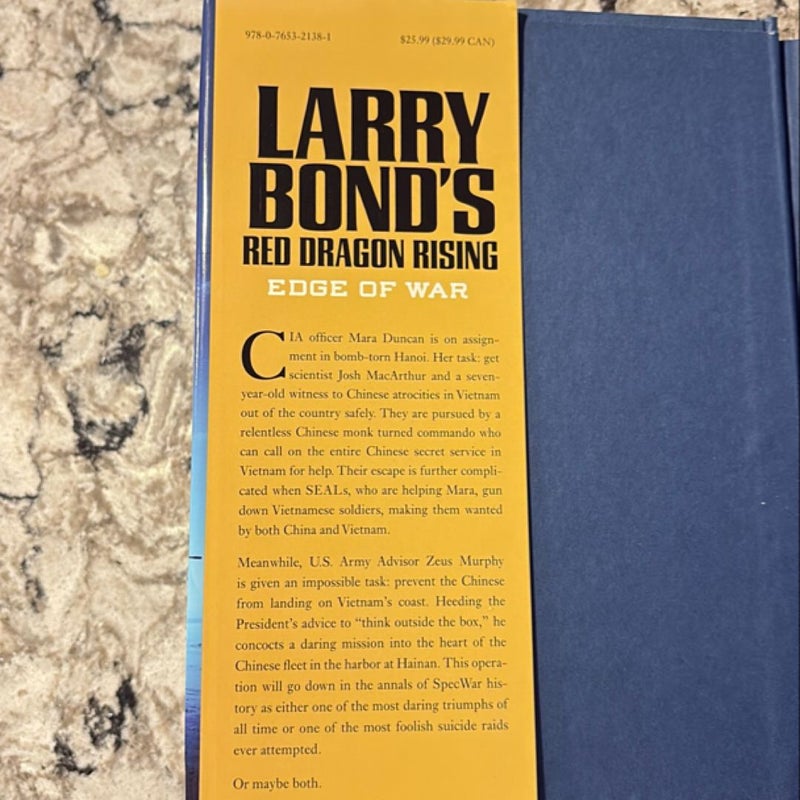 978-0-7653-2138-1
$25.99 ($29.99 CAN)
LARRY
BOND'S
RED DRAGON RISING
EDGE OF WAR
CIA officer Mara Duncan is on assign-
ment in bomb-torn Hanoi. Her task: get
scientist Josh MacArthur and a seven-
year-old witness to Chinese atrocities in Vietnam
out of the country safely. They are pursued by a
relentless Chinese monk turned commando who
can call on the entire Chinese secret service in
Vietnam for help. Their escape is further compli-
cated when SEALs, who are helping Mara, gun
down Vietnamese soldiers, making them wanted
by both China and Vietnam.
Meanwhile, U.S. Army Advisor Zeus Murphy
is given an impossible task: prevent the Chinese
from landing on Vietnam's coast. Heeding the
President's advice to “think outside the box,” he
concocts a daring mission into the heart of the
Chinese fleet in the harbor at Hainan. This opera-
tion will go down in the annals of SpecWar his-
tory as either one of the most daring triumphs of
all time or one of the most foolish suicide raids
ever attempted.
Or maybe both.